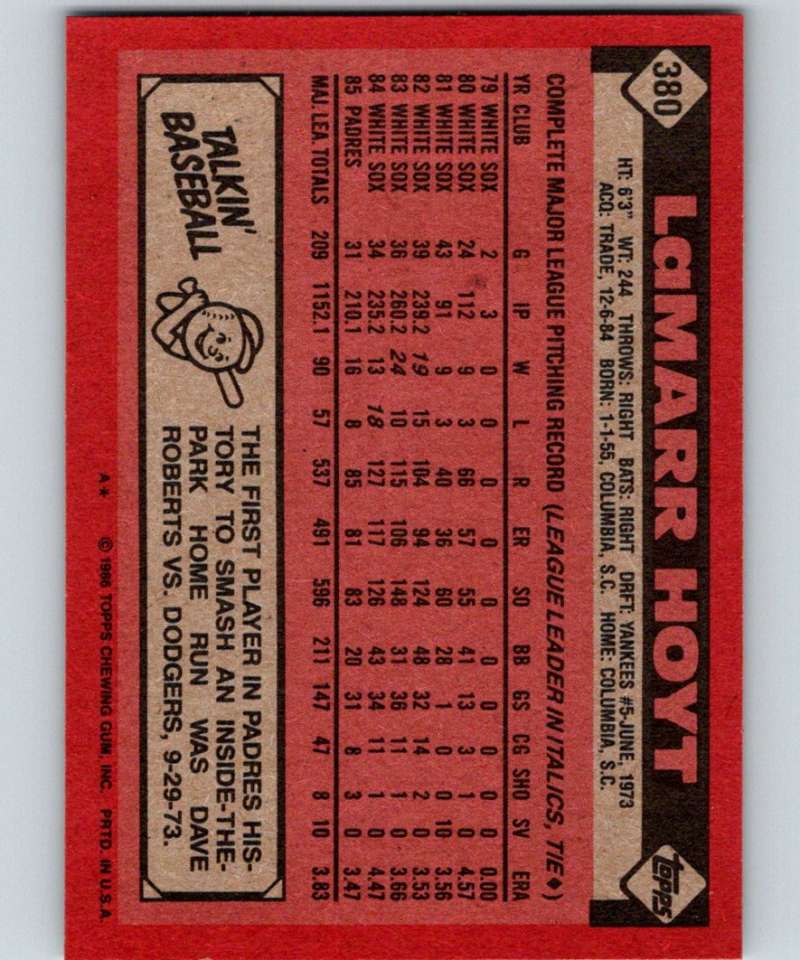 380
LaMARR HOYT
topps
HT: 6'3" WT: 244 THROWS: RIGHT BATS: RIGHT DRFT: YANKEES #5-JUNE, 1973
ACQ: TRADE, 12-6-84 BORN: 1-1-55, COLUMBIA, S.C. HOME: COLUMBIA, S.C.
COMPLETE MAJOR LEAGUE PITCHING RECORD (LEAGUE LEADER IN ITALICS, TIE♦)
YR CLUB G IP W L R ER SO BB GS CG SHO SV ERA
79 WHITE SOX 2 3 0 0 0 0 0 0 0 0 0 0 0.00
80 WHITE SOX 24 112 9 3 66 57 55 41 13 3 1 0 4.57
81 WHITE SOX 43 91 9 3 40 36 60 28 1 0 0 10 3.56
82 WHITE SOX 39 239.2 19 15 104 94 124 48 32 14 2 0 3.53
83 WHITE SOX 36 260.2 24 10 115 106 148 31 36 11 1 0 3.66
84 WHITE SOX 34 235.2 13 18 127 117 126 43 34 11 1 0 4.47
85 PADRES 31 210.1 16 8 85 81 83 20 31 8 3 0 3.47
MAJ. LEA. TOTALS 209 1152.1 90 57 537 491 596 211 147 47 8 10 3.83
TALKIN'
BASEBALL
THE FIRST PLAYER IN PADRES HIS-
TORY TO SMASH AN INSIDE-THE-
PARK HOME RUN WAS DAVE
ROBERTS VS. DODGERS, 9-29-73.
A* © 1986 TOPPS CHEWING GUM, INC. PRTD. IN U.S.A.